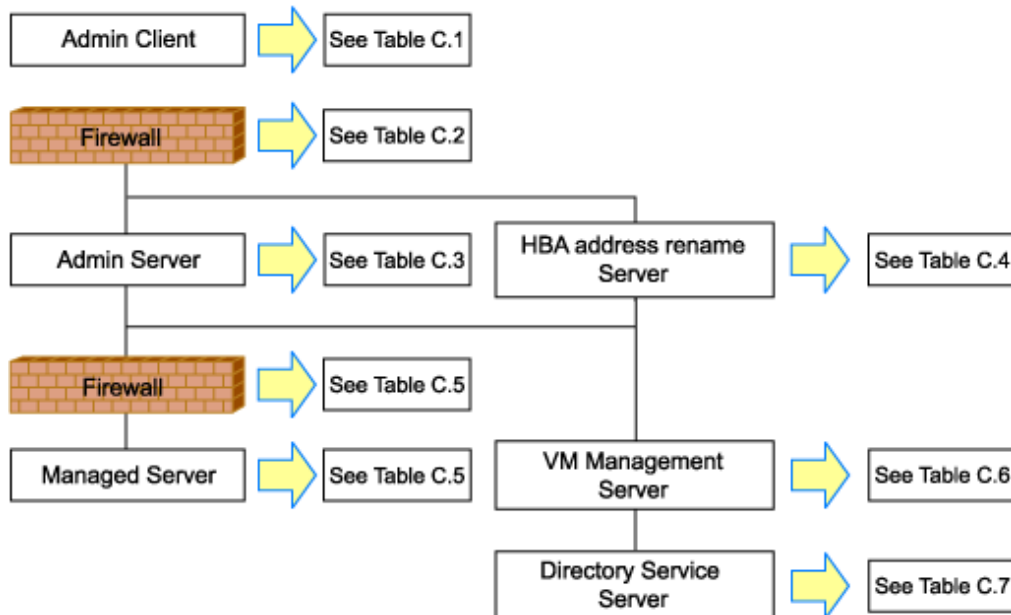 Admin Client
See Table C.1
Firewall
See Table C.2
Admin Server
See Table C.3
HBA address rename
Server
See Table C.4
Firewall
See Table C.5
Managed Server
See Table C.5
VM Management
Server
See Table C.6
Directory Service
Server
See Table C.7